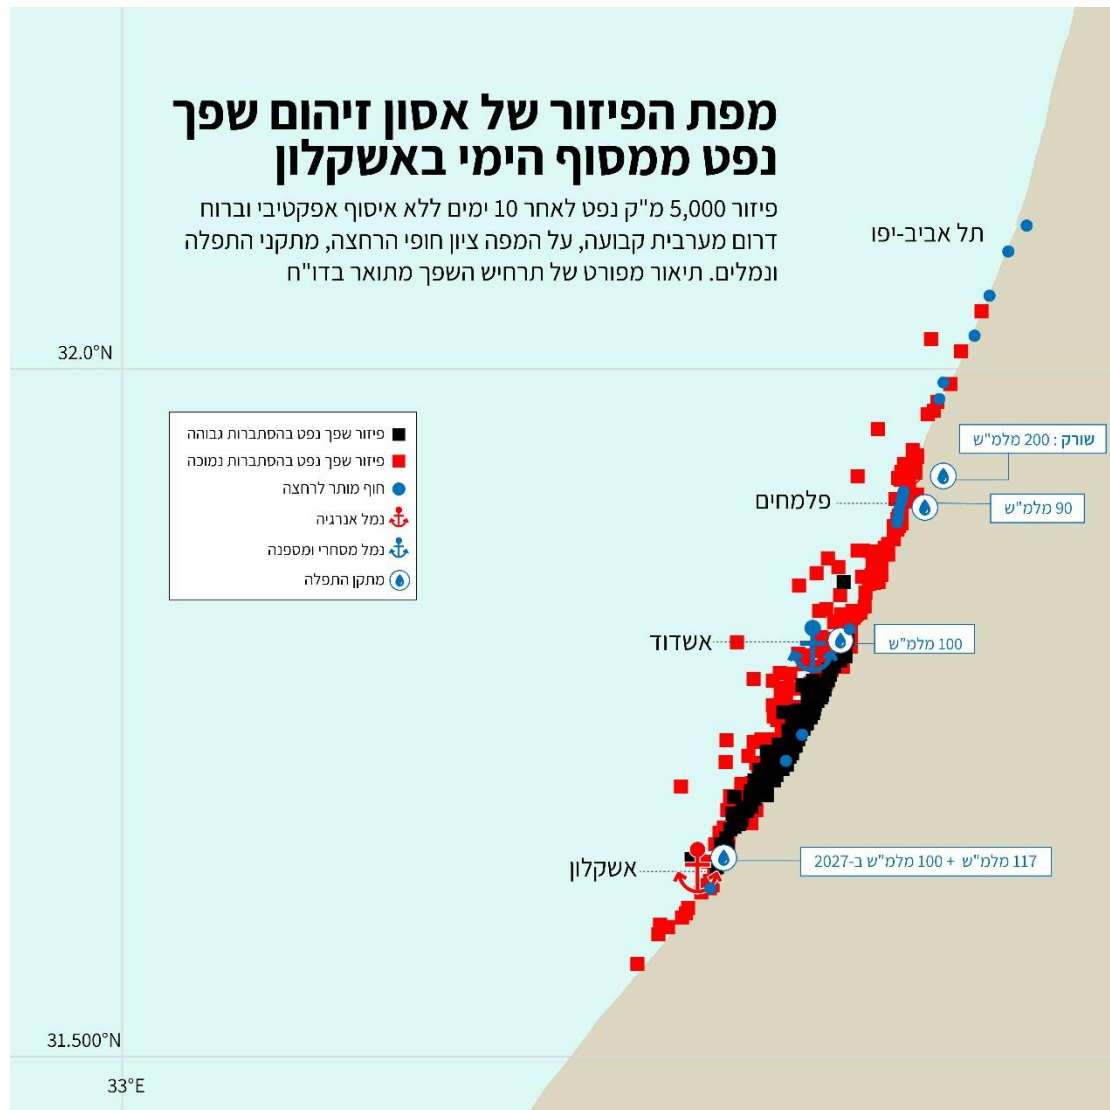 מפת הפיזור של אסון זיהום שפך
נפט ממסוף הימי באשקלון
פיזור 5,000 מ"ק נפט לאחר 10 ימים ללא איסוף אפקטיבי וברוח
דרום מערבית קבועה, על המפה ציון חופי הרחצה, מתקני התפלה
ונמלים. תיאור מפורט של תרחיש השפך מתואר בדו"ח
תל אביב-יפו
32.0°N
פיזור שפך נפט בהסתברות גבוהה
פיזור שפך נפט בהסתברות נמוכה
חוף מותר לרחצה
נמל אנרגיה
נמל מסחרי ומספנה
מתקן התפלה
שורק : 200 מלמ"ש
פלמחים
90 מלמ"ש
אשדוד
100 מלמ"ש
אשקלון
117 מלמ"ש + 100 מלמ"ש ב-2027
31.500°N
33°E